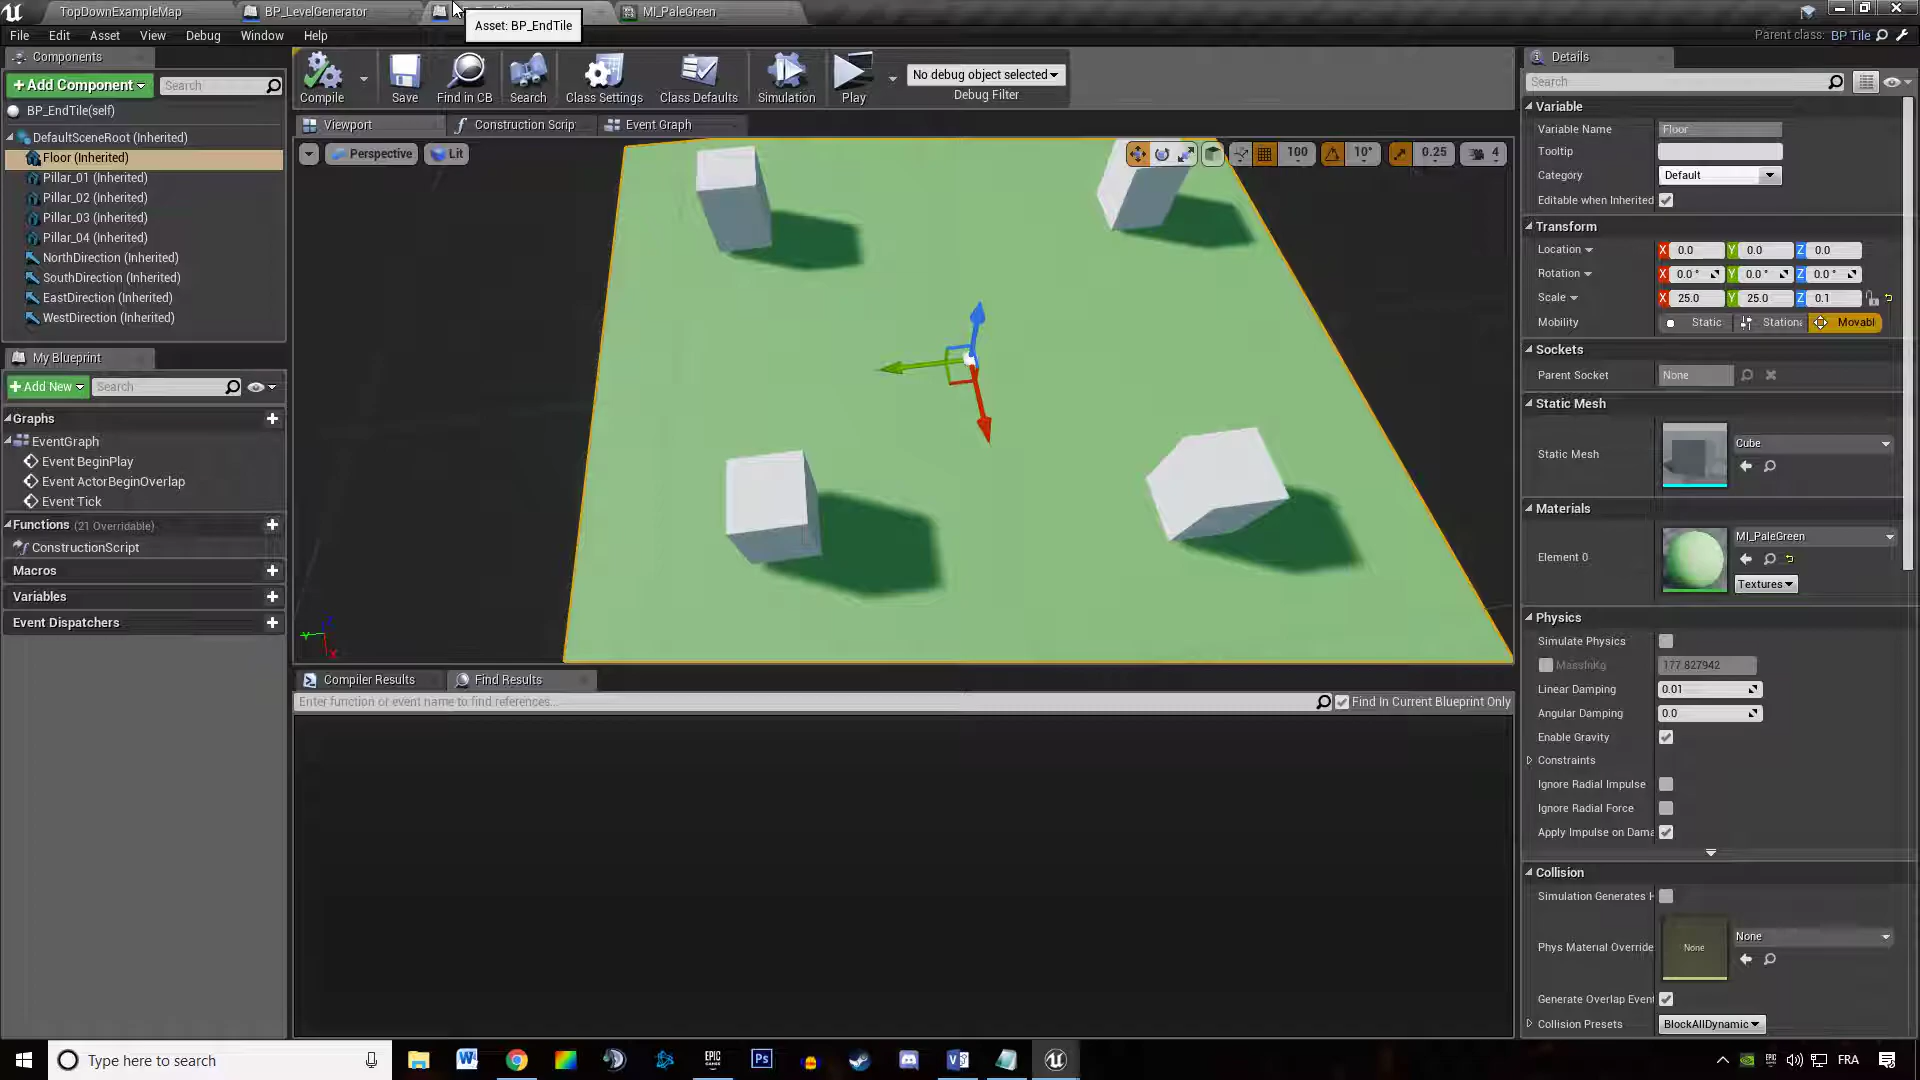 TopDownExampleMap
BP_LevelGenerator
MI_PaleGreen
Asset: BP_EndTile
File Edit Asset View Debug Window Help
Parent class: BP Tile
Components
+Add Component
Search
BP_EndTile(self)
DefaultSceneRoot (Inherited)
Floor (Inherited)
Pillar_01 (Inherited)
Pillar_02 (Inherited)
Pillar_03 (Inherited)
Pillar_04 (Inherited)
NorthDirection (Inherited)
SouthDirection (Inherited)
EastDirection (Inherited)
WestDirection (Inherited)
My Blueprint
+Add New
Search
Graphs
EventGraph
Event BeginPlay
Event ActorBeginOverlap
Event Tick
Functions (21 Overridable)
ConstructionScript
Macros
Variables
Event Dispatchers
Compile
Save
Find in CB
Search
Class Settings
Class Defaults
Simulation
Play
No debug object selected
Debug Filter
Viewport
Construction Scrip
Event Graph
Perspective
Lit
100
10°
0.25
4
Z
Y
X
Compiler Results
Find Results
Enter function or event name to find references...
Find In Current Blueprint Only
Details
Search
Variable
Variable Name Floor
Tooltip
Category Default
Editable when Inherited
Transform
Location X 0.0 Y 0.0 Z 0.0
Rotation X 0.0 ° Y 0.0 ° Z 0.0 °
Scale X 25.0 Y 25.0 Z 0.1
Mobility Static Stationa Movabl
Sockets
Parent Socket None
Static Mesh
Static Mesh
Cube
Materials
Element 0
MI_PaleGreen
Textures
Physics
Simulate Physics
MassInKg 177.827942
Linear Damping 0.01
Angular Damping 0.0
Enable Gravity
Constraints
Ignore Radial Impulse
Ignore Radial Force
Apply Impulse on Dama
Collision
Simulation Generates H
Phys Material Override
None
None
Generate Overlap Event
Collision Presets BlockAllDynamic
Type here to search
EPIC GAMES
Ps
FRA